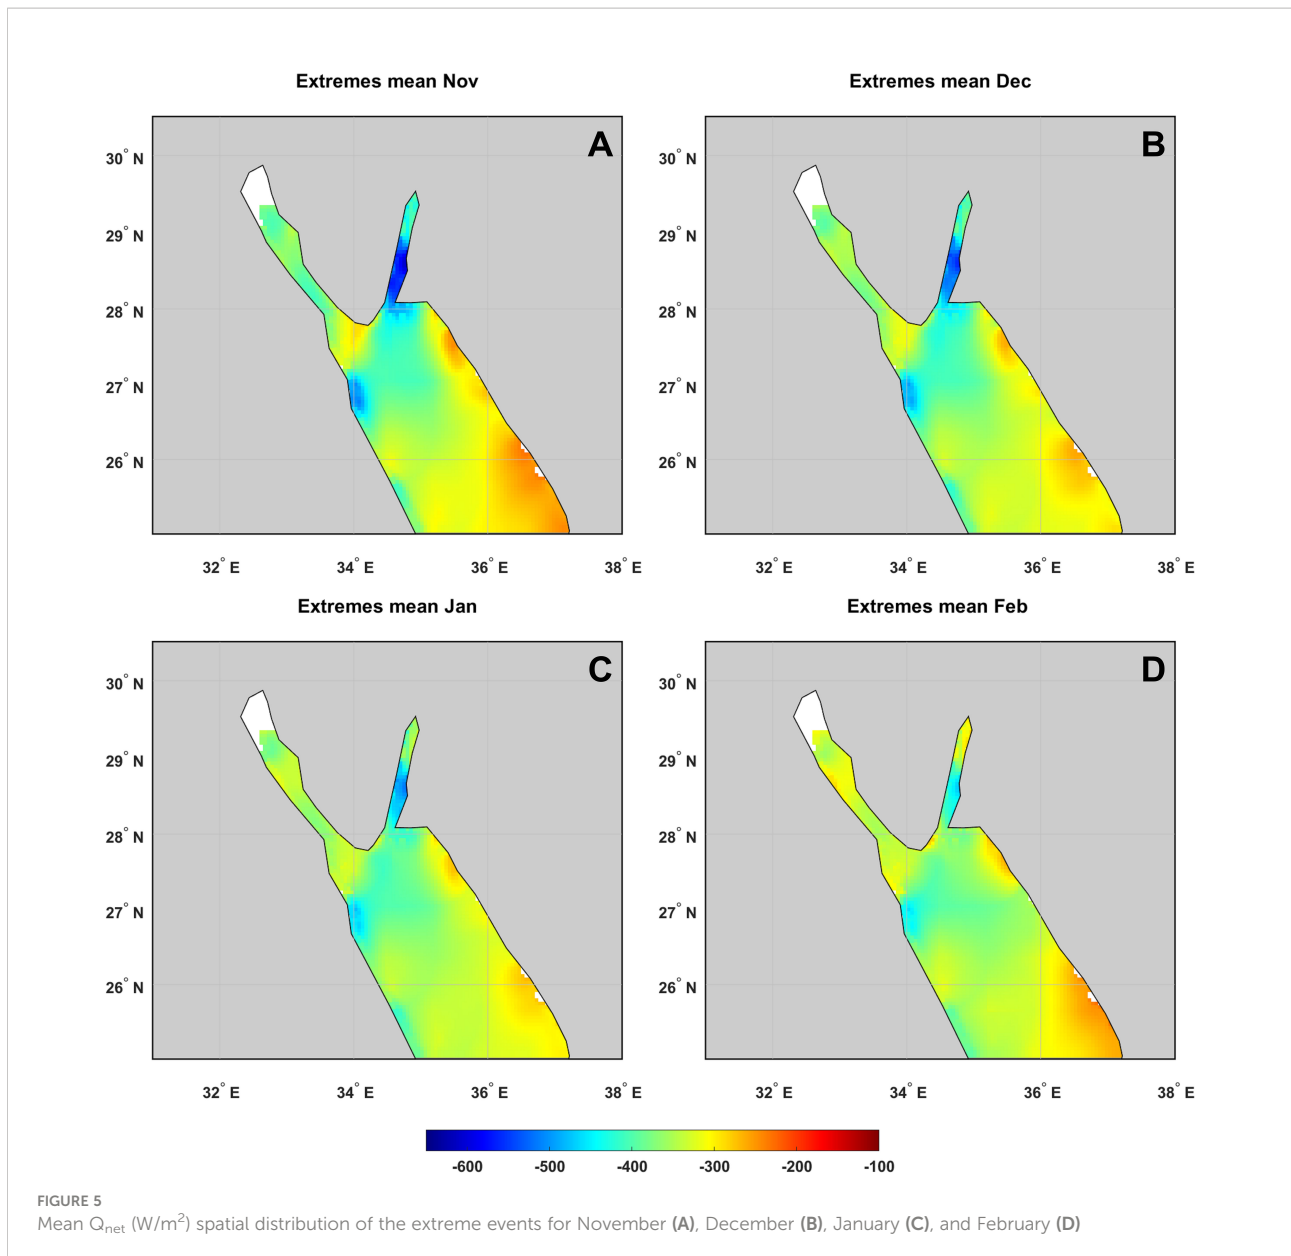 Extremes mean Nov
Extremes mean Dec
A
30° N
29° N
28° N
27° N
26° N
32° E
34° E
36° E
38° E
B
30° N
29° N
28° N
27° N
26° N
32° E
34° E
36° E
38° E
Extremes mean Jan
Extremes mean Feb
C
30° N
29° N
28° N
27° N
26° N
32° E
34° E
36° E
38° E
D
30° N
29° N
28° N
27° N
26° N
32° E
34° E
36° E
38° E
-600 -500 -400 -300 -200 -100
FIGURE 5
Mean Qnet (W/m²) spatial distribution of the extreme events for November (A), December (B), January (C), and February (D)